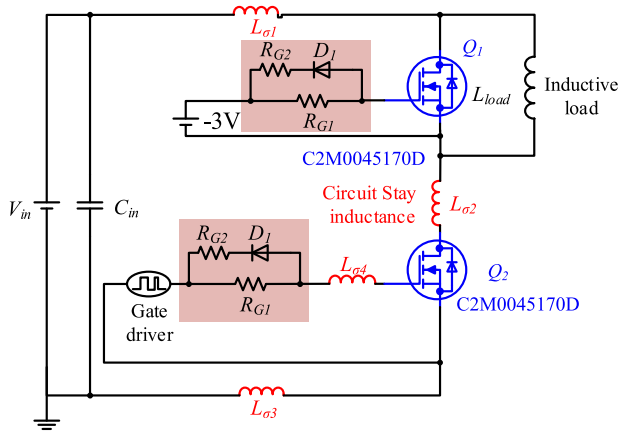 Lσ1
RG2
D1
RG1
-3V
Q1
Lload
Inductive
load
C2M0045170D
Vin
Cin
Circuit Stay
inductance
Lσ2
RG2
D1
RG1
Lσ4
Q2
C2M0045170D
Gate
driver
Lσ3